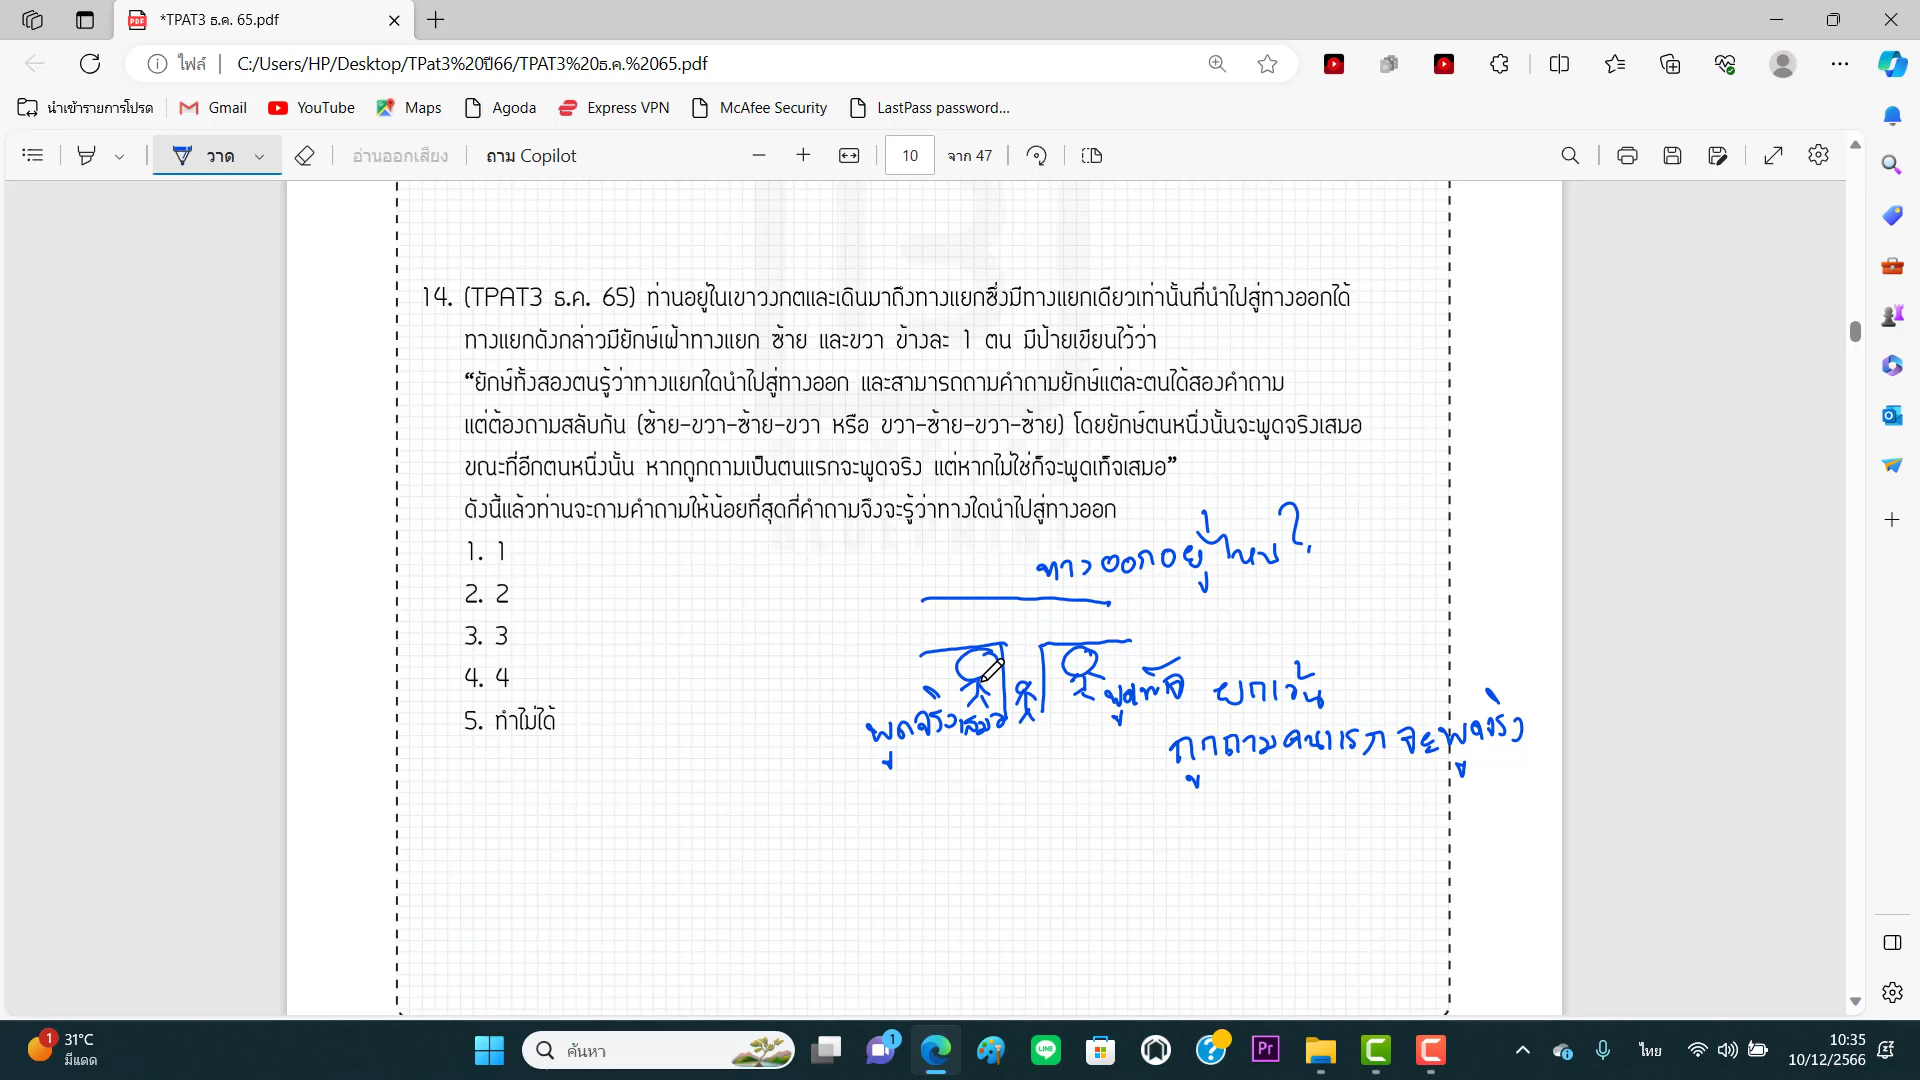 *TPAT3 ธ.ค. 65.pdf
ไฟล์ C:/Users/HP/Desktop/TPat3%20ปี66/TPAT3%20ธ.ค.%2065.pdf
นำเข้ารายการโปรด Gmail YouTube Maps Agoda Express VPN McAfee Security LastPass password...
วาด อ่านออกเสียง ถาม Copilot 10 จาก 47
14. (TPAT3 ธ.ค. 65) ท่านอยู่ในเขาวงกตและเดินมาถึงทางแยกซึ่งมีทางแยกเดียวเท่านั้นที่นำไปสู่ทางออกได้
ทางแยกดังกล่าวมียักษ์เฝ้าทางแยก ซ้าย และขวา ข้างละ 1 ตน มีป้ายเขียนไว้ว่า
“ยักษ์ทั้งสองตนรู้ว่าทางแยกใดนำไปสู่ทางออก และสามารถถามคำถามยักษ์แต่ละตนได้สองคำถาม
แต่ต้องถามสลับกัน (ซ้าย-ขวา-ซ้าย-ขวา หรือ ขวา-ซ้าย-ขวา-ซ้าย) โดยยักษ์ตนหนึ่งนั้นจะพูดจริงเสมอ
ขณะที่อีกตนหนึ่งนั้น หากถูกถามเป็นตนแรกจะพูดจริง แต่หากไม่ใช่ก็จะพูดเท็จเสมอ”
ดังนี้แล้วท่านจะถามคำถามให้น้อยที่สุดกี่คำถามจึงจะรู้ว่าทางใดนำไปสู่ทางออก
1. 1
2. 2
3. 3
4. 4
5. ทำไม่ได้
ทางออกอยู่ไหน ?
พูดจริงเสมอ
พูดเท็จ ยกเว้น
ถูกถามคนแรก จะพูดจริง
1 31°C
มีแดด
ค้นหา
1
Pr
LINE
ไทย
10:35
10/12/2566